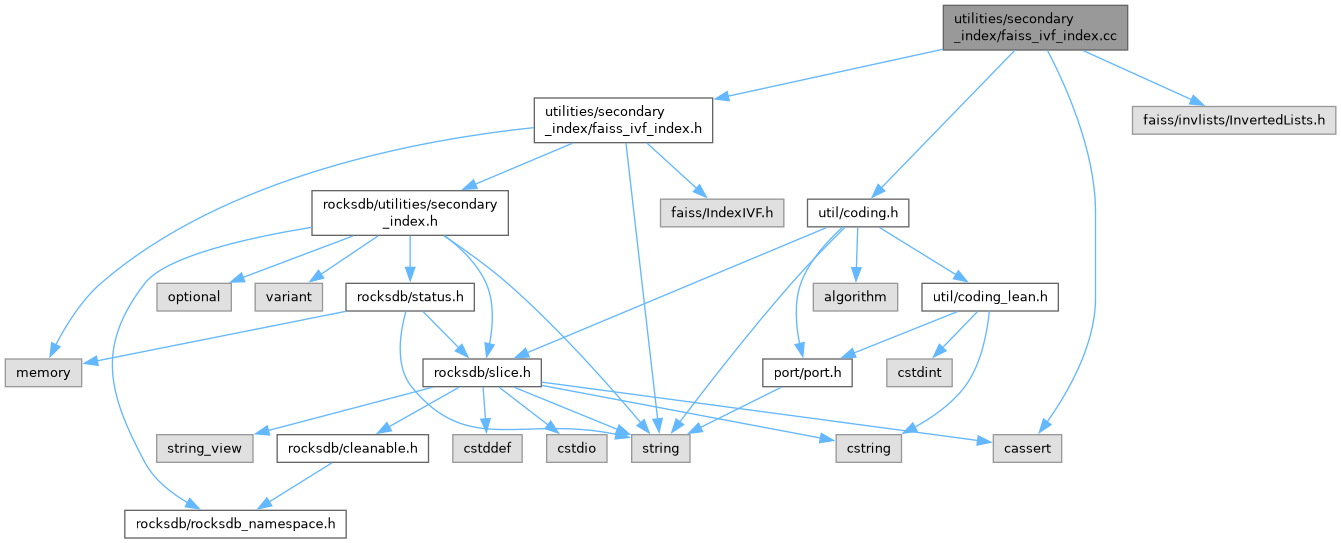 utilities/secondary
_index/faiss_ivf_index.cc
utilities/secondary
_index/faiss_ivf_index.h
faiss/invlists/InvertedLists.h
rocksdb/utilities/secondary
_index.h
faiss/IndexIVF.h
util/coding.h
optional
variant
rocksdb/status.h
algorithm
util/coding_lean.h
memory
rocksdb/slice.h
port/port.h
cstdint
string_view
rocksdb/cleanable.h
cstddef
cstdio
string
cstring
cassert
rocksdb/rocksdb_namespace.h